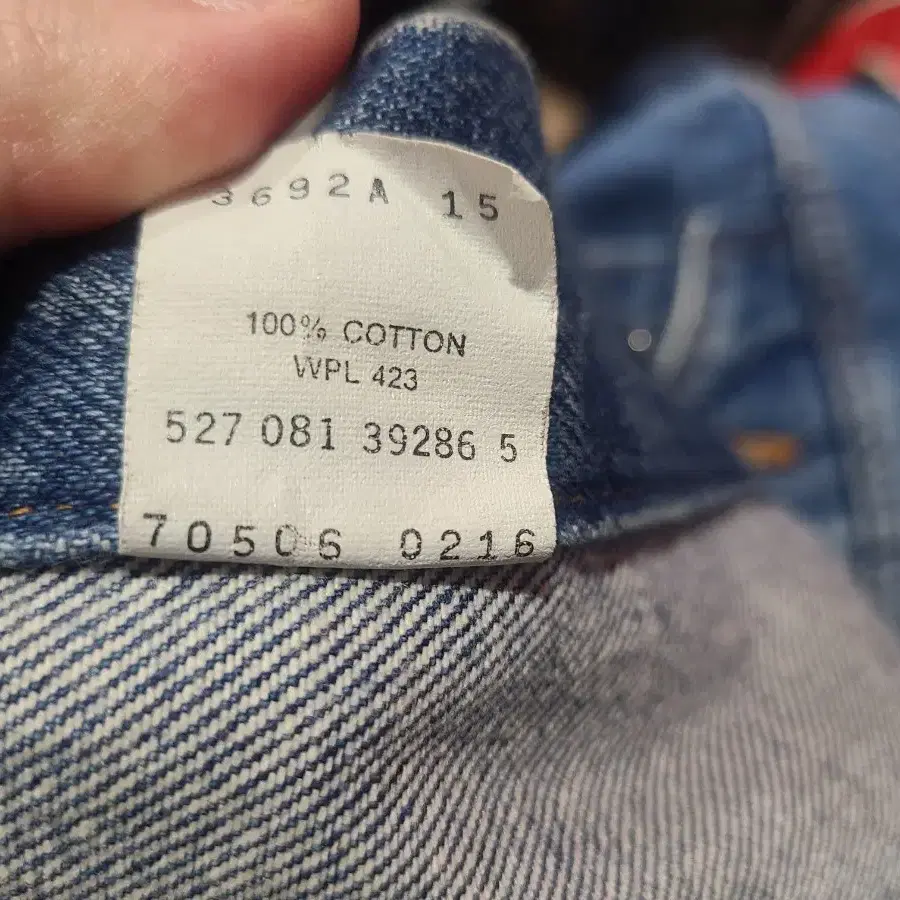 3692A 15
100% COTTON
WPL 423
527 081 39286 5
70506 0216